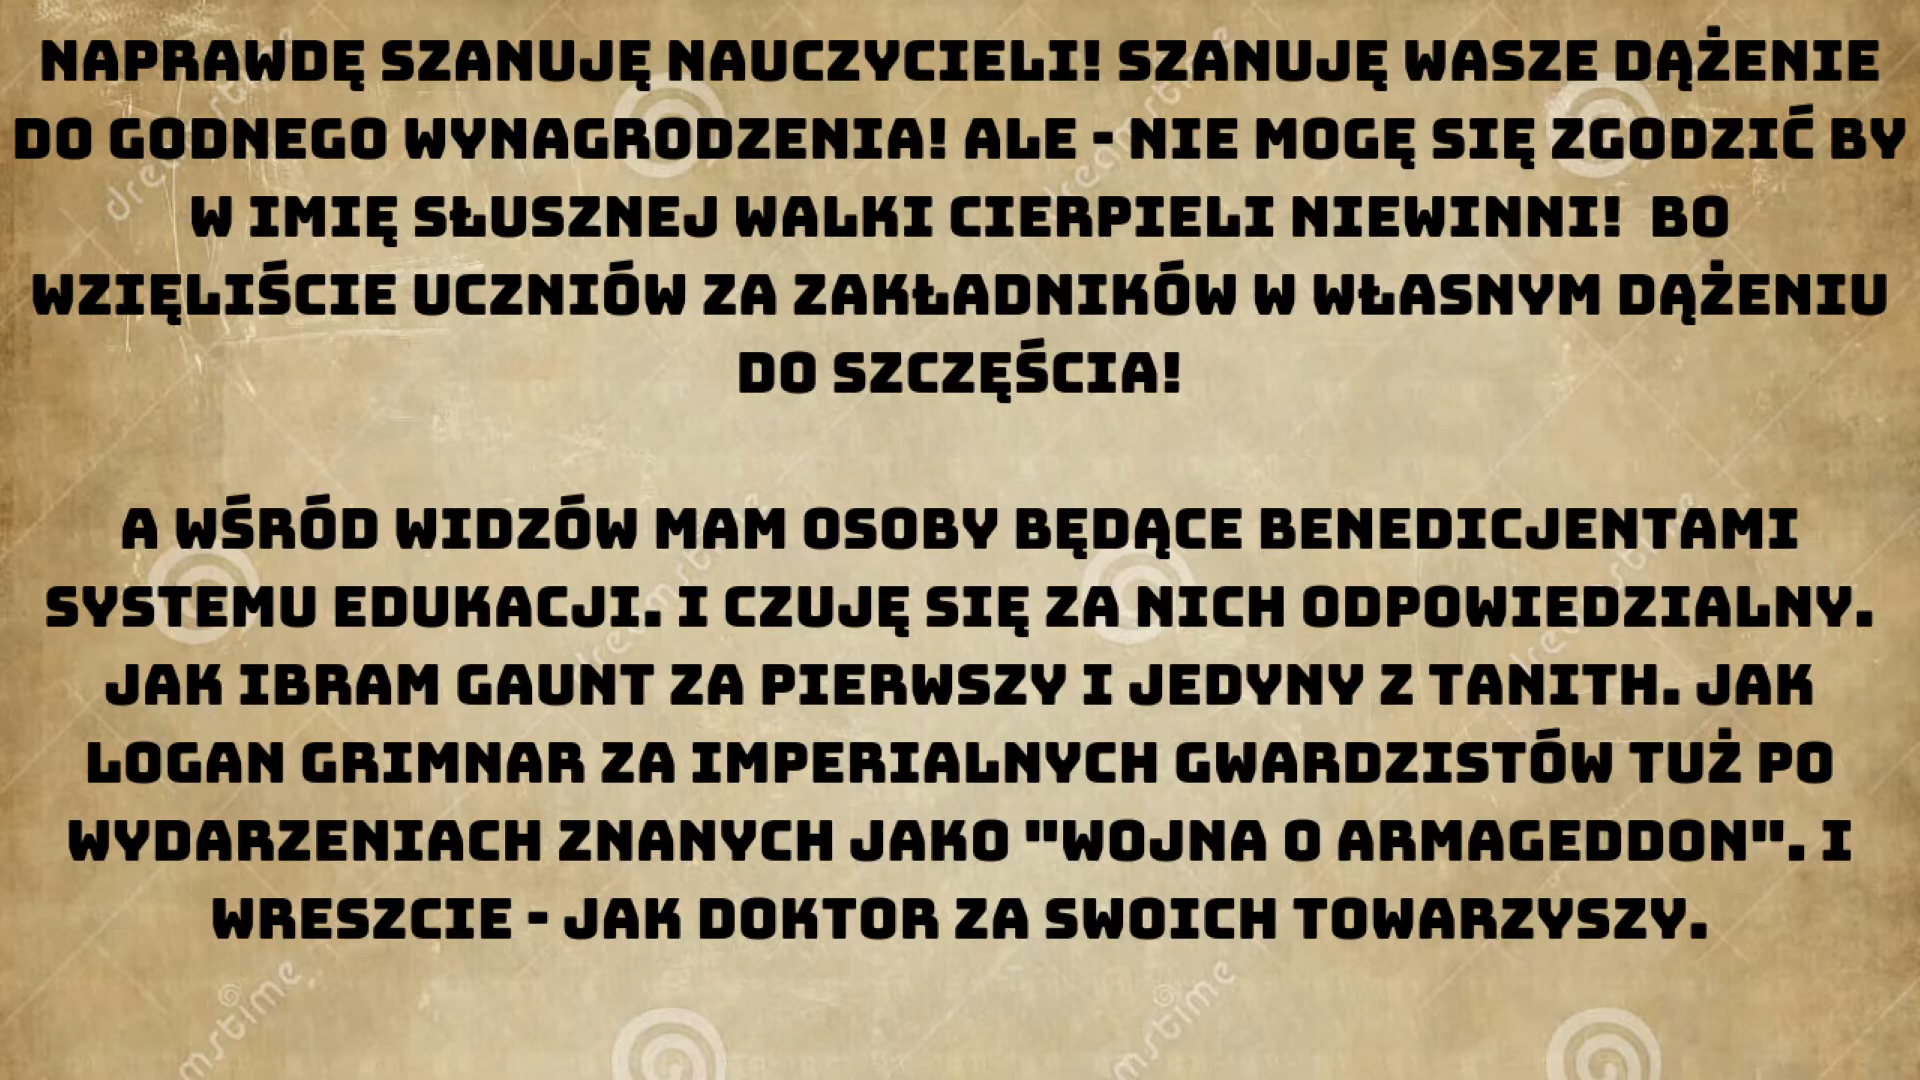 NAPRAWDĘ SZANUJĘ NAUCZYCIELI! SZANUJĘ WASZE DĄŻENIE
DO GODNEGO WYNAGRODZENIA! ALE - NIE MOGĘ SIĘ ZGODZIĆ BY
W IMIĘ SŁUSZNEJ WALKI CIERPIELI NIEWINNI! BO
WZIĘLIŚCIE UCZNIÓW ZA ZAKŁADNIKÓW W WŁASNYM DĄŻENIU
DO SZCZĘŚCIA!
A WŚRÓD WIDZÓW MAM OSOBY BĘDĄCE BENEDICJENTAMI
SYSTEMU EDUKACJI. I CZUJĘ SIĘ ZA NICH ODPOWIEDZIALNY.
JAK IBRAM GAUNT ZA PIERWSZY I JEDYNY Z TANITH. JAK
LOGAN GRIMNAR ZA IMPERIALNYCH GWARDZISTÓW TUŻ PO
WYDARZENIACH ZNANYCH JAKO "WOJNA O ARMAGEDDON". I
WRESZCIE - JAK DOKTOR ZA SWOICH TOWARZYSZY.